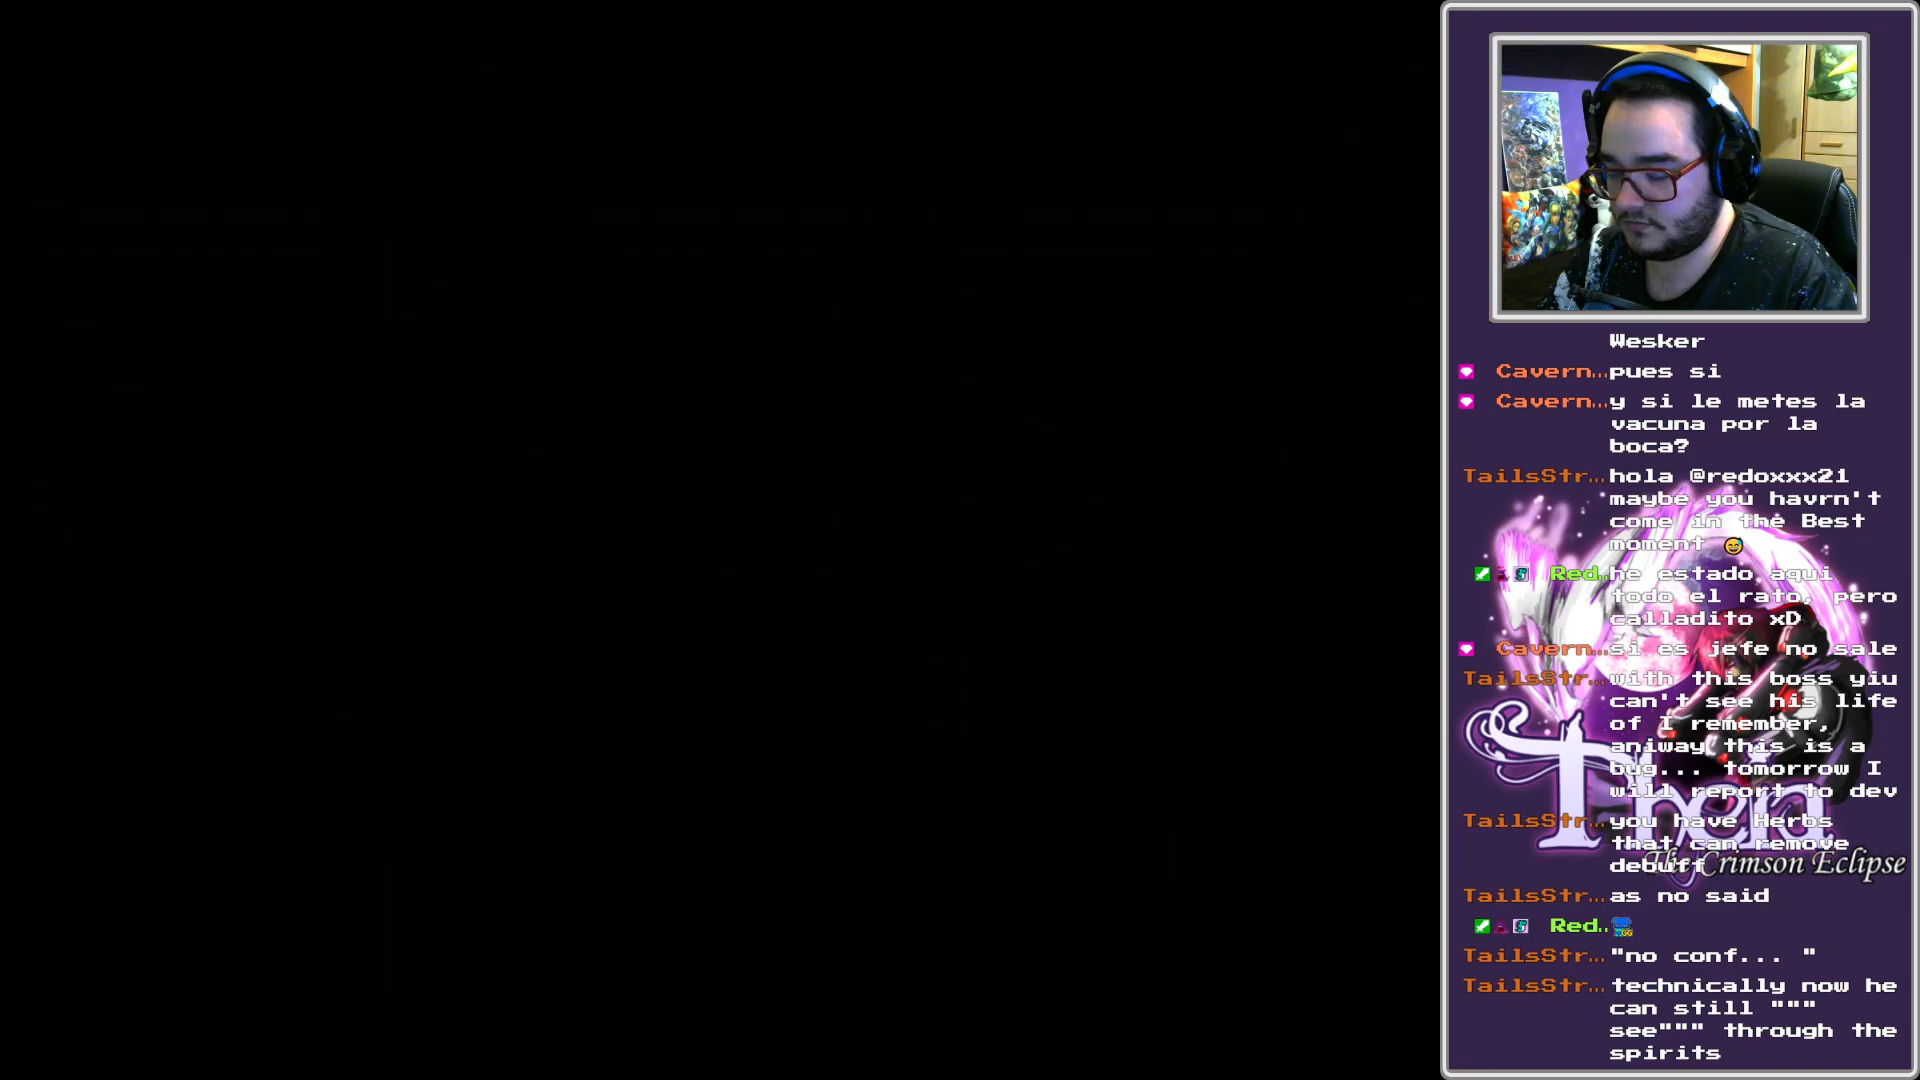 Wesker
Cavern...pues si
Cavern...y si le metes la
vacuna por la
boca?
TailsStr...hola @redoxxx21
maybe you havrn't
come in the Best
moment 😅
Red..he estado aqui
todo el rato, pero
calladito xD
Cavern...si es jefe no sale
TailsStr...with this boss yiu
can't see his life
of I remember,
aniway this is a
bug... tomorrow I
will report to dev
TailsStr...you have Herbs
that can remove
debuff
Thera
The Crimson Eclipse
TailsStr...as no said
Red..
GG
TailsStr..."no conf... "
TailsStr...technically now he
can still """
see""" through the
spirits